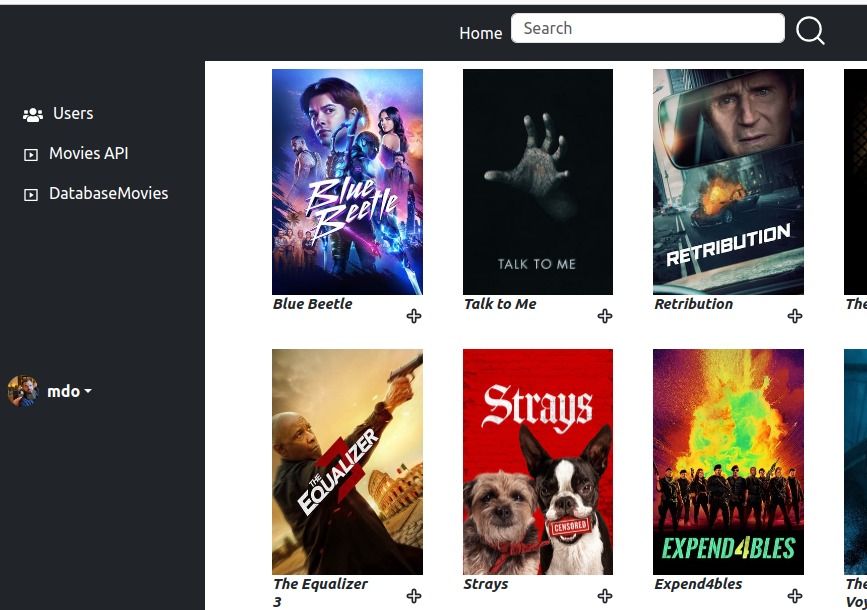 Home
Search
Users
Movies API
DatabaseMovies
mdo
Blue
Beetle
TALK TO ME
RETRIBUTION
Blue Beetle
Talk to Me
Retribution
The
THE
EQUALIZER
3
Strays
CENSORED
EXPEND4BLES
The Equalizer
3
Strays
Expend4bles
The
Voy